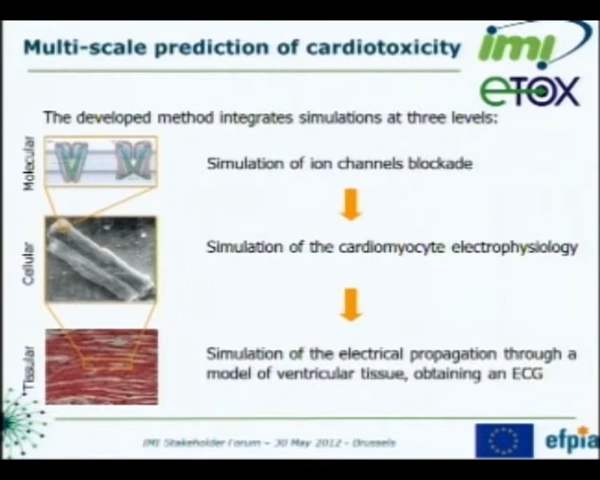 Multi-scale prediction of cardiotoxicity
imi
eTOX
The developed method integrates simulations at three levels:
Molecular
Simulation of ion channels blockade
Cellular
Simulation of the cardiomyocyte electrophysiology
Tissular
Simulation of the electrical propagation through a
model of ventricular tissue, obtaining an ECG
IMI Stakeholder Forum – 30 May 2012 - Brussels
efpia